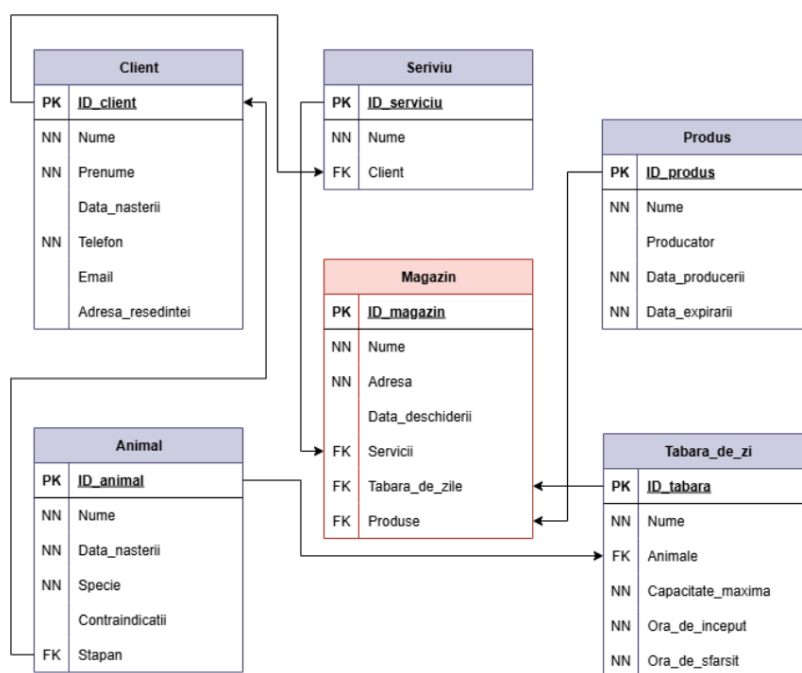 Client
PK ID_client
NN Nume
NN Prenume
Data_nasterii
NN Telefon
Email
Adresa_resedintei
Seriviu
PK ID_serviciu
NN Nume
FK Client
Produs
PK ID_produs
NN Nume
Producator
NN Data_producerii
NN Data_expirarii
Magazin
PK ID_magazin
NN Nume
NN Adresa
Data_deschiderii
FK Servicii
FK Tabara_de_zile
FK Produse
Animal
PK ID_animal
NN Nume
NN Data_nasterii
NN Specie
Contraindicatii
FK Stapan
Tabara_de_zi
PK ID_tabara
NN Nume
FK Animale
NN Capacitate_maxima
NN Ora_de_inceput
NN Ora_de_sfarsit